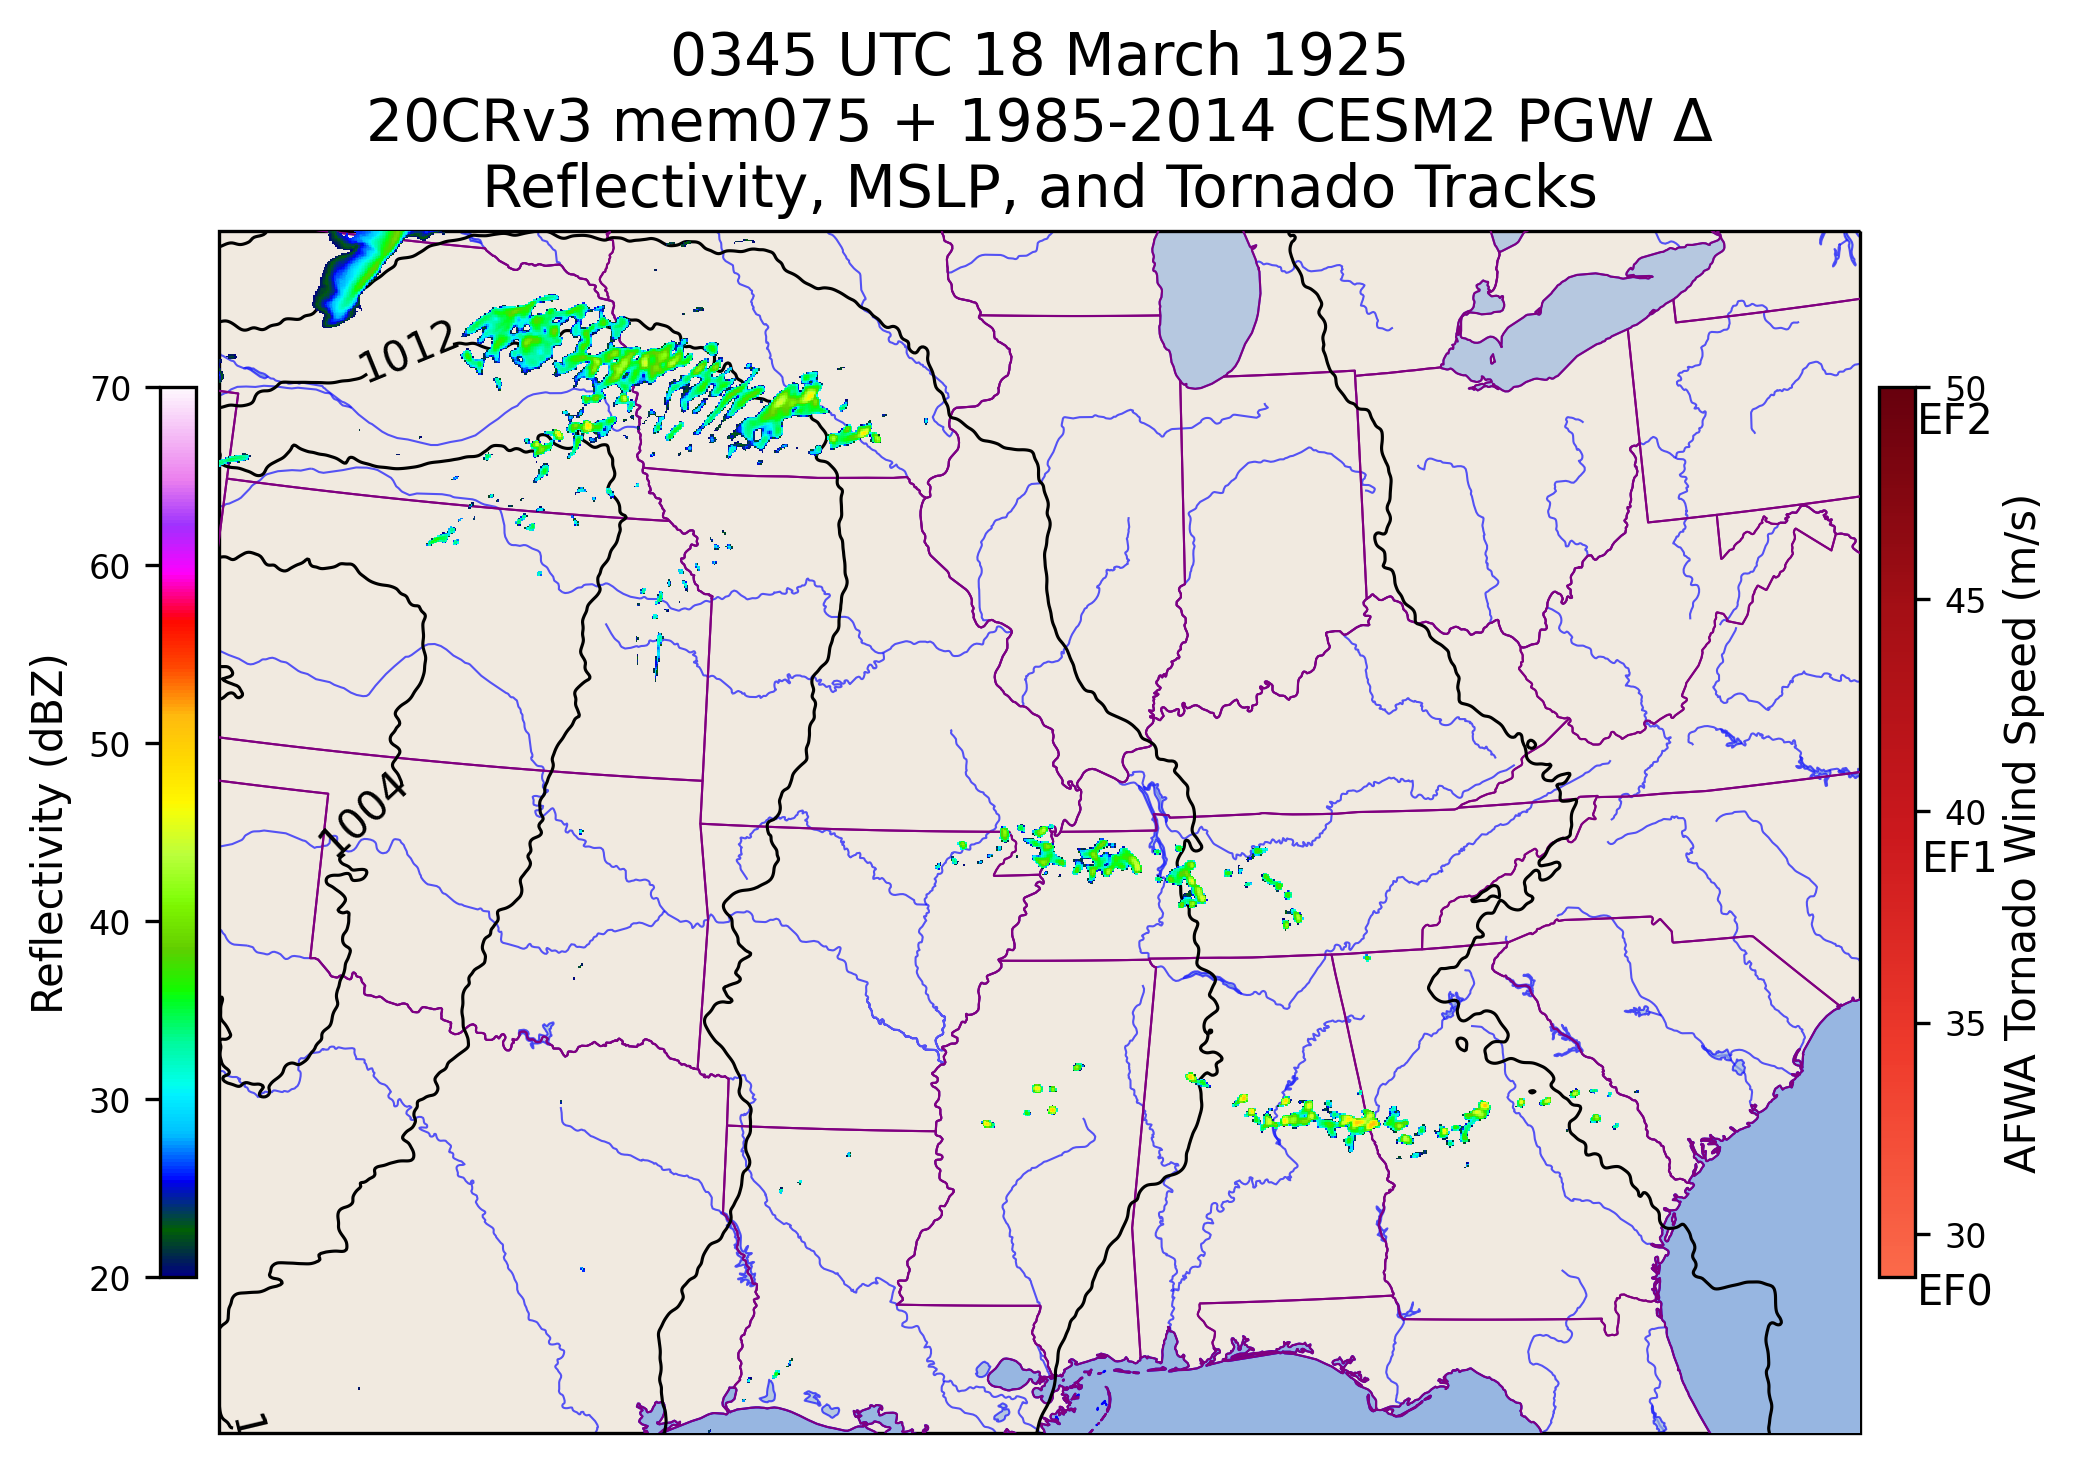 0345 UTC 18 March 1925
20CRv3 mem075 + 1985-2014 CESM2 PGW Δ
Reflectivity, MSLP, and Tornado Tracks
1012
1004
1
70
60
50
40
30
20
Reflectivity (dBZ)
50
EF2
45
40
EF1
35
30
EF0
AFWA Tornado Wind Speed (m/s)